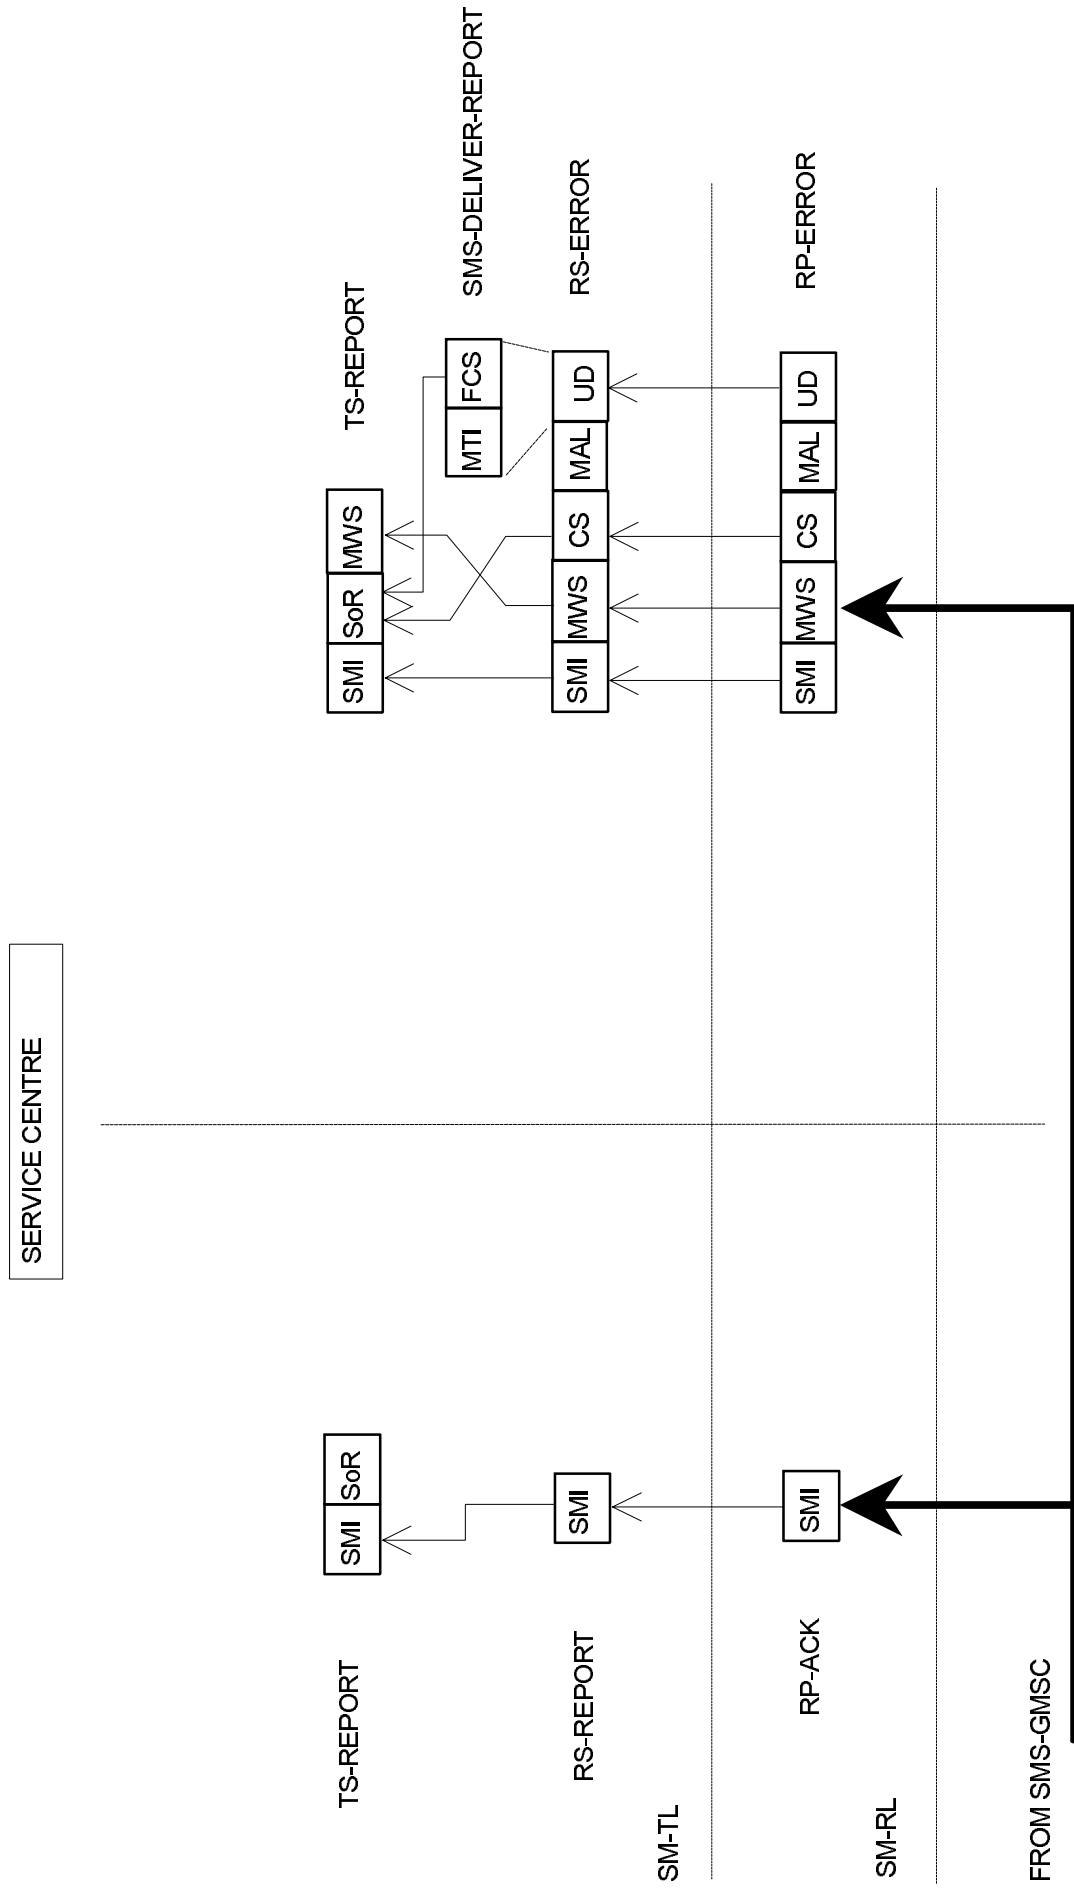 SERVICE CENTRE
TS-REPORT
SMI
SoR
TS-REPORT
SMI
SoR
MWS
MTI
FCS
SMS-DELIVER-REPORT
RS-REPORT
SMI
SMI
MWS
CS
MAL
UD
RS-ERROR
SM-TL
RP-ACK
SMI
SMI
MWS
CS
MAL
UD
RP-ERROR
SM-RL
FROM SMS-GMSC